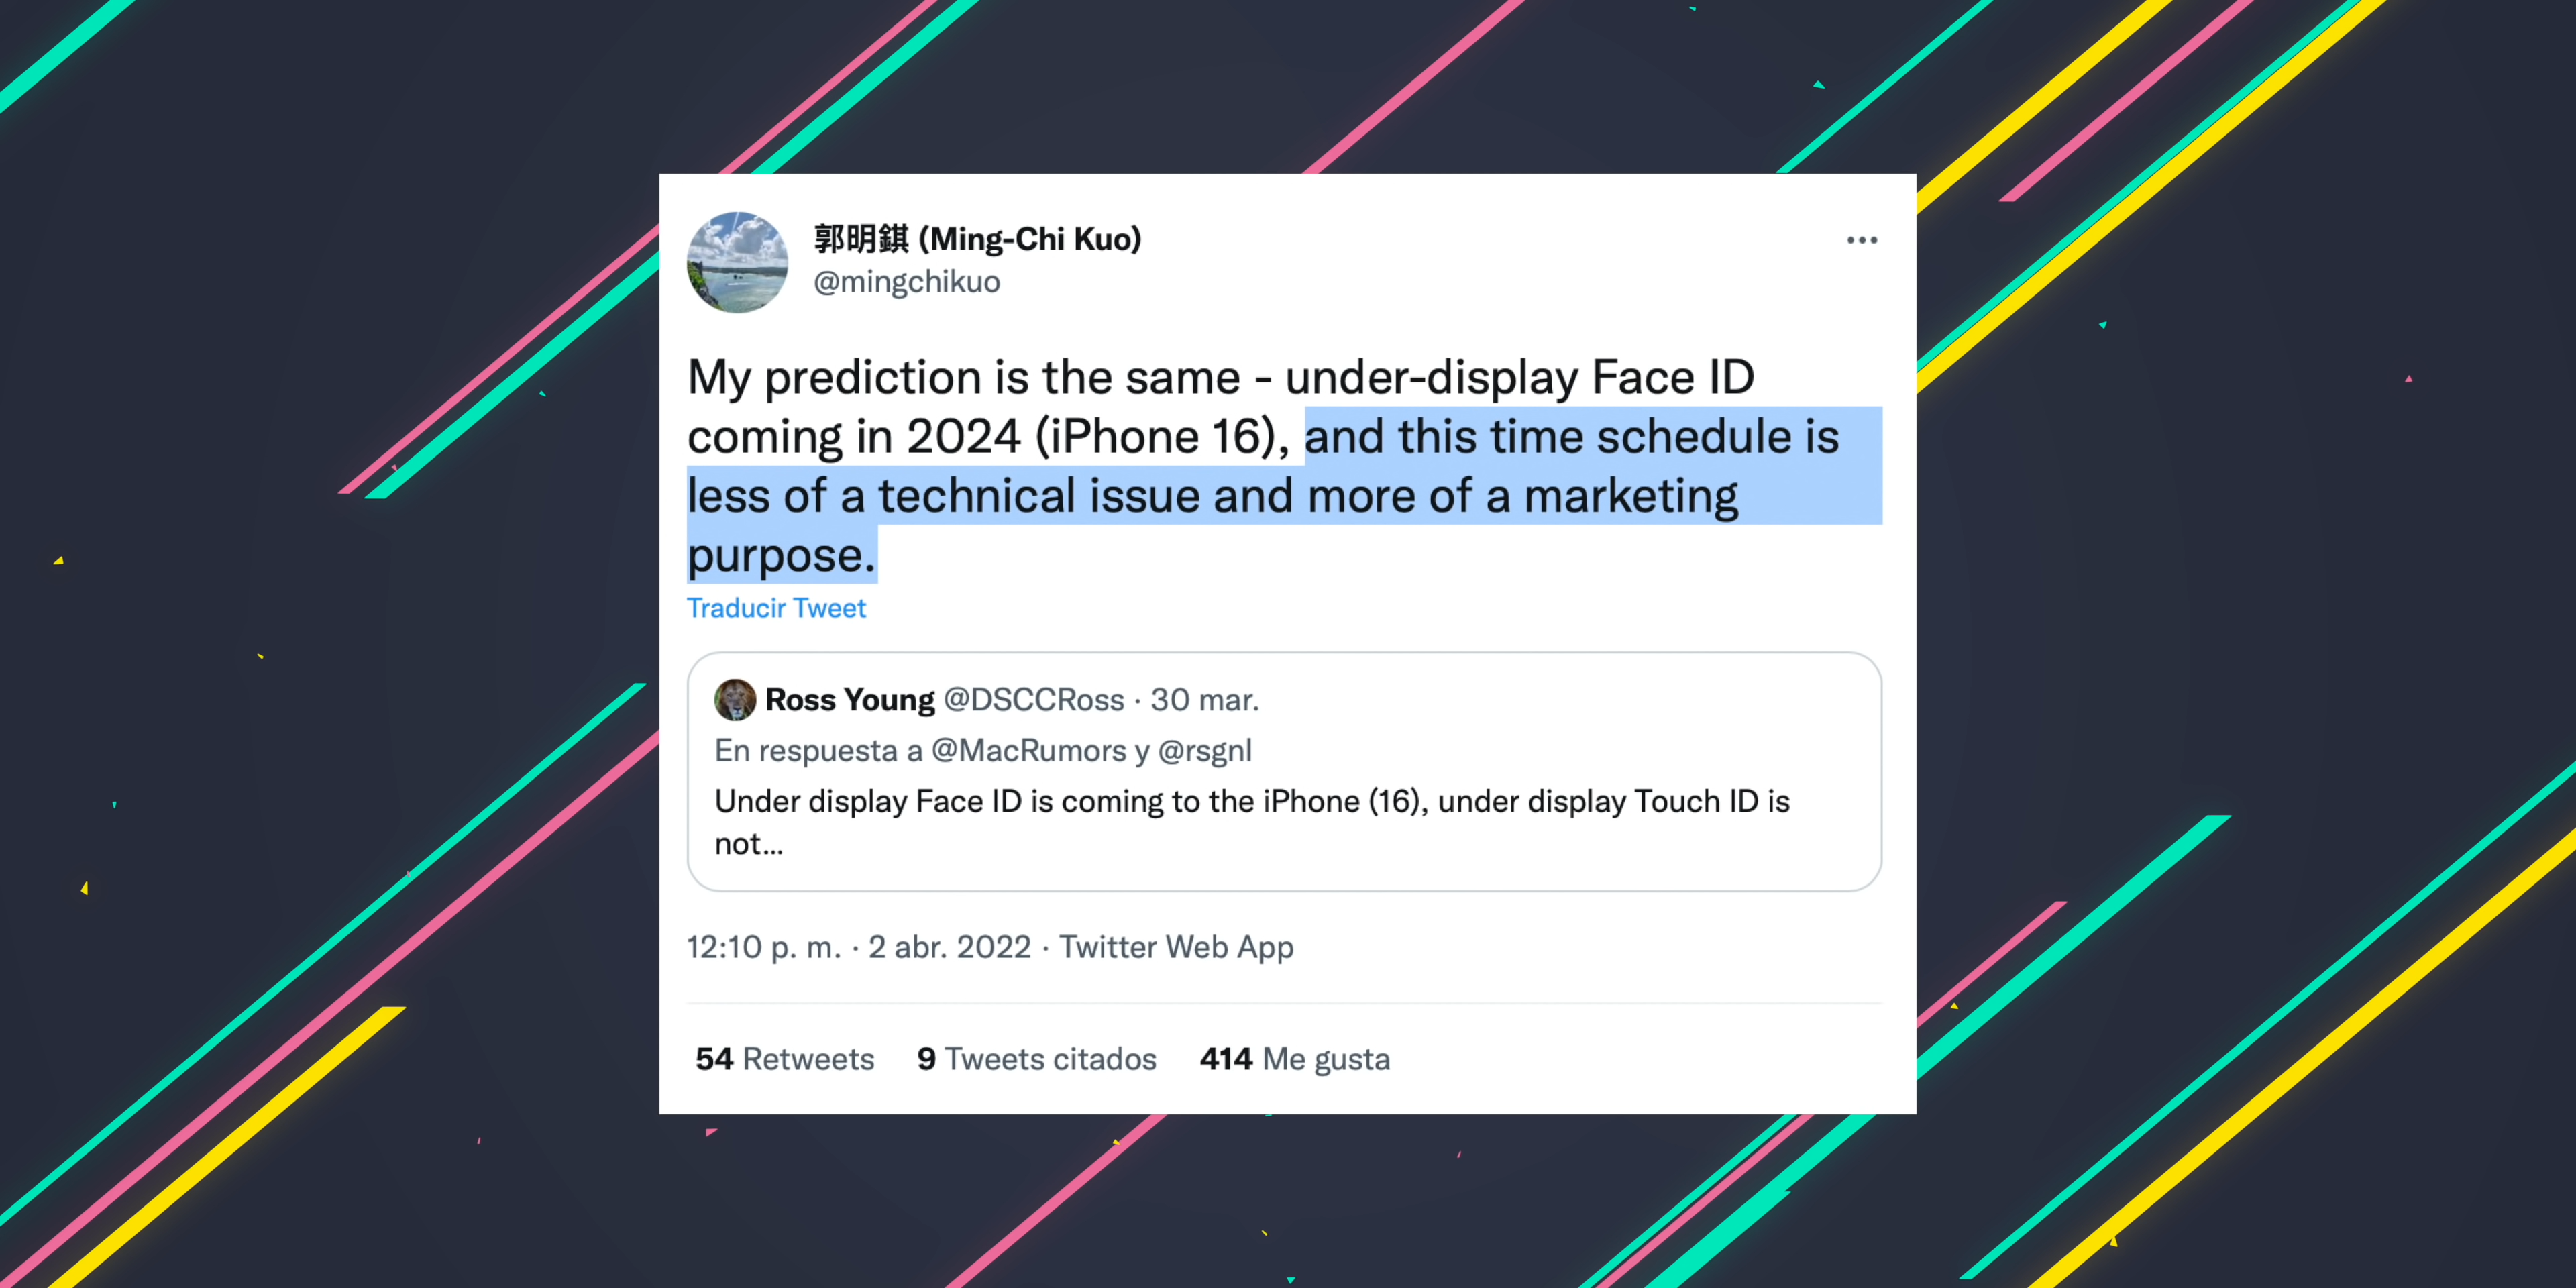 郭明錤 (Ming-Chi Kuo)
@mingchikuo
My prediction is the same - under-display Face ID
coming in 2024 (iPhone 16), and this time schedule is
less of a technical issue and more of a marketing
purpose.
Traducir Tweet
Ross Young @DSCCRoss · 30 mar.
En respuesta a @MacRumors y @rsgnl
Under display Face ID is coming to the iPhone (16), under display Touch ID is
not...
12:10 p. m. · 2 abr. 2022 · Twitter Web App
54 Retweets 9 Tweets citados 414 Me gusta